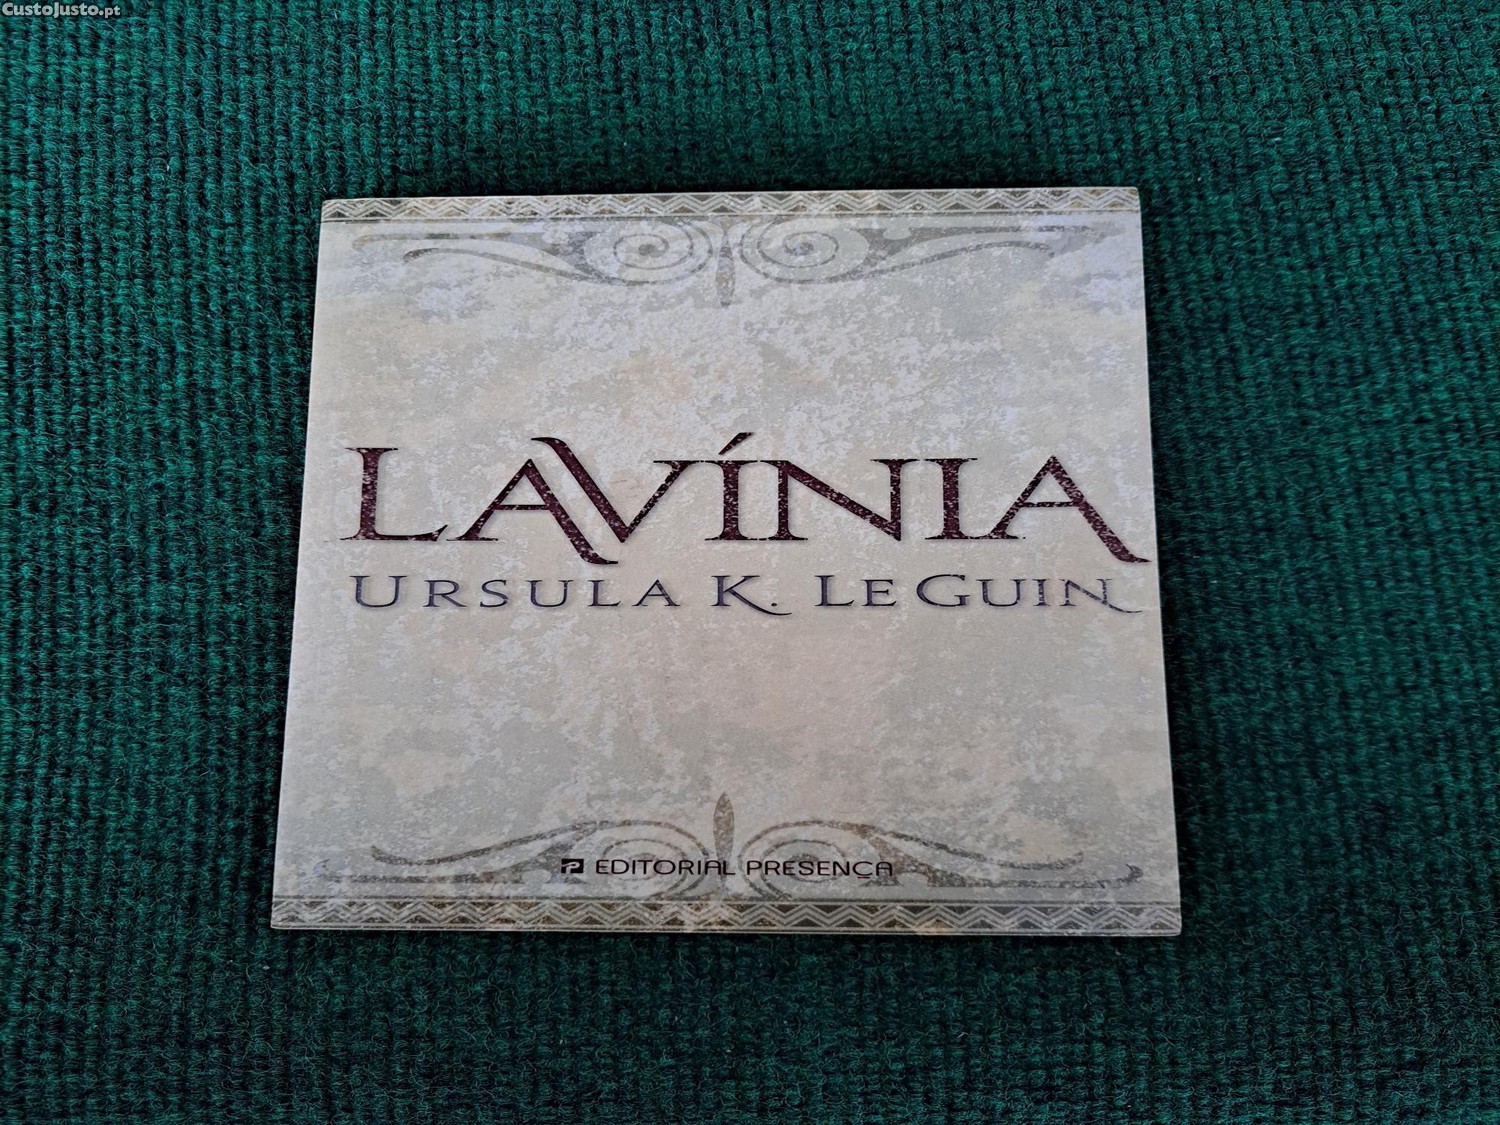 CustoJusto.pt
LAVÍNIA
URSULA K. LE GUIN
EDITORIAL PRESENÇA